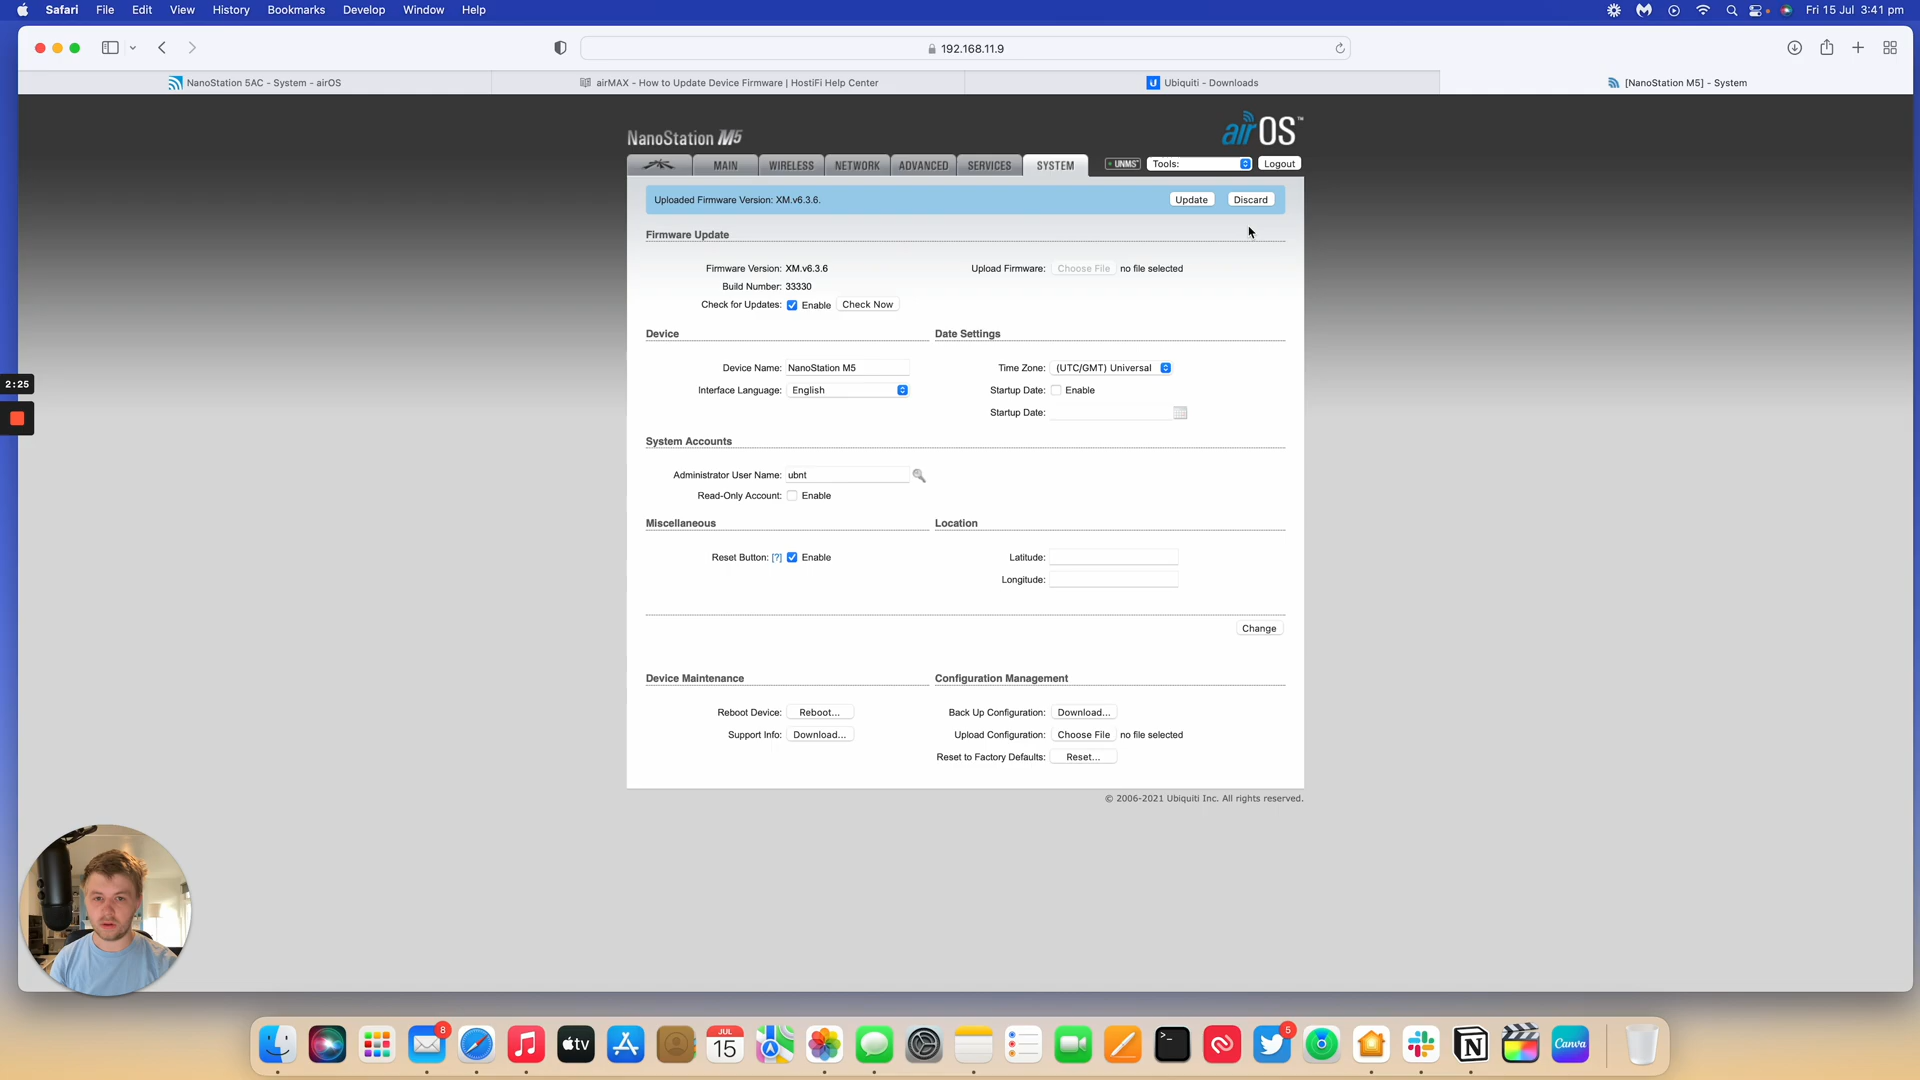 Safari File Edit View History Bookmarks Develop Window Help Fri 15 Jul 3:41 pm
192.168.11.9
NanoStation 5AC - System - airOS airMAX - How to Update Device Firmware | HostiFi Help Center Ubiquiti - Downloads [NanoStation M5] - System
NanoStation M5 airOS™
MAIN WIRELESS NETWORK ADVANCED SERVICES SYSTEM UNMS Tools: Logout
Uploaded Firmware Version: XM.v6.3.6. Update Discard
Firmware Update
Firmware Version: XM.v6.3.6 Upload Firmware: Choose File no file selected
Build Number: 33330
Check for Updates: Enable Check Now
Device Date Settings
Device Name: NanoStation M5 Time Zone: (UTC/GMT) Universal
2:25
Interface Language: English Startup Date: Enable
Startup Date:
System Accounts
Administrator User Name: ubnt
Read-Only Account: Enable
Miscellaneous Location
Reset Button: [?] Enable Latitude:
Longitude:
Change
Device Maintenance Configuration Management
Reboot Device: Reboot... Back Up Configuration: Download...
Support Info: Download... Upload Configuration: Choose File no file selected
Reset to Factory Defaults: Reset...
© 2006-2021 Ubiquiti Inc. All rights reserved.
8 tv JUL 15 5 Canva